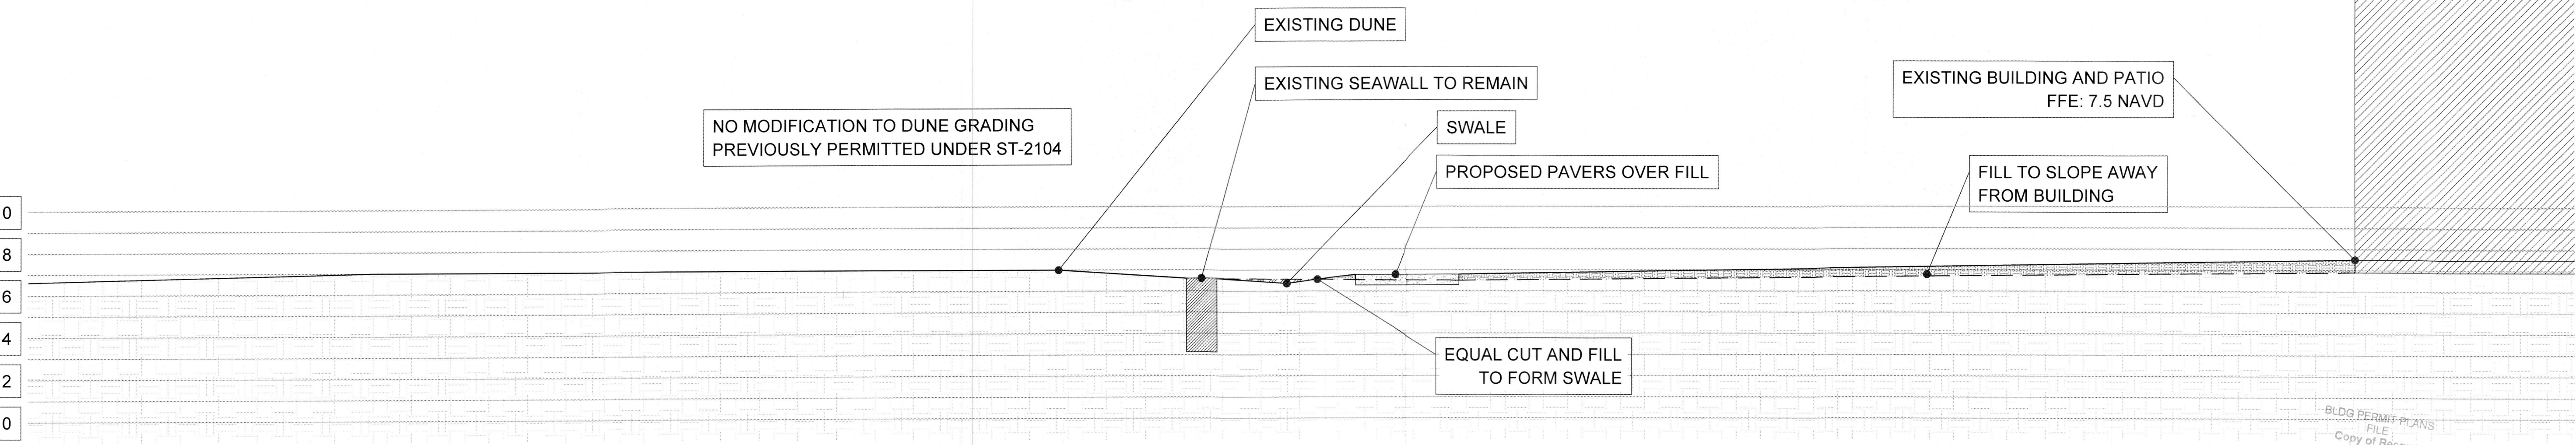 EXISTING DUNE
EXISTING SEAWALL TO REMAIN
EXISTING BUILDING AND PATIO
FFE: 7.5 NAVD
NO MODIFICATION TO DUNE GRADING
PREVIOUSLY PERMITTED UNDER ST-2104
SWALE
PROPOSED PAVERS OVER FILL
FILL TO SLOPE AWAY
FROM BUILDING
0
8
6
4
2
0
EQUAL CUT AND FILL
TO FORM SWALE
BLDG PERMIT PLANS
FILE
Copy of